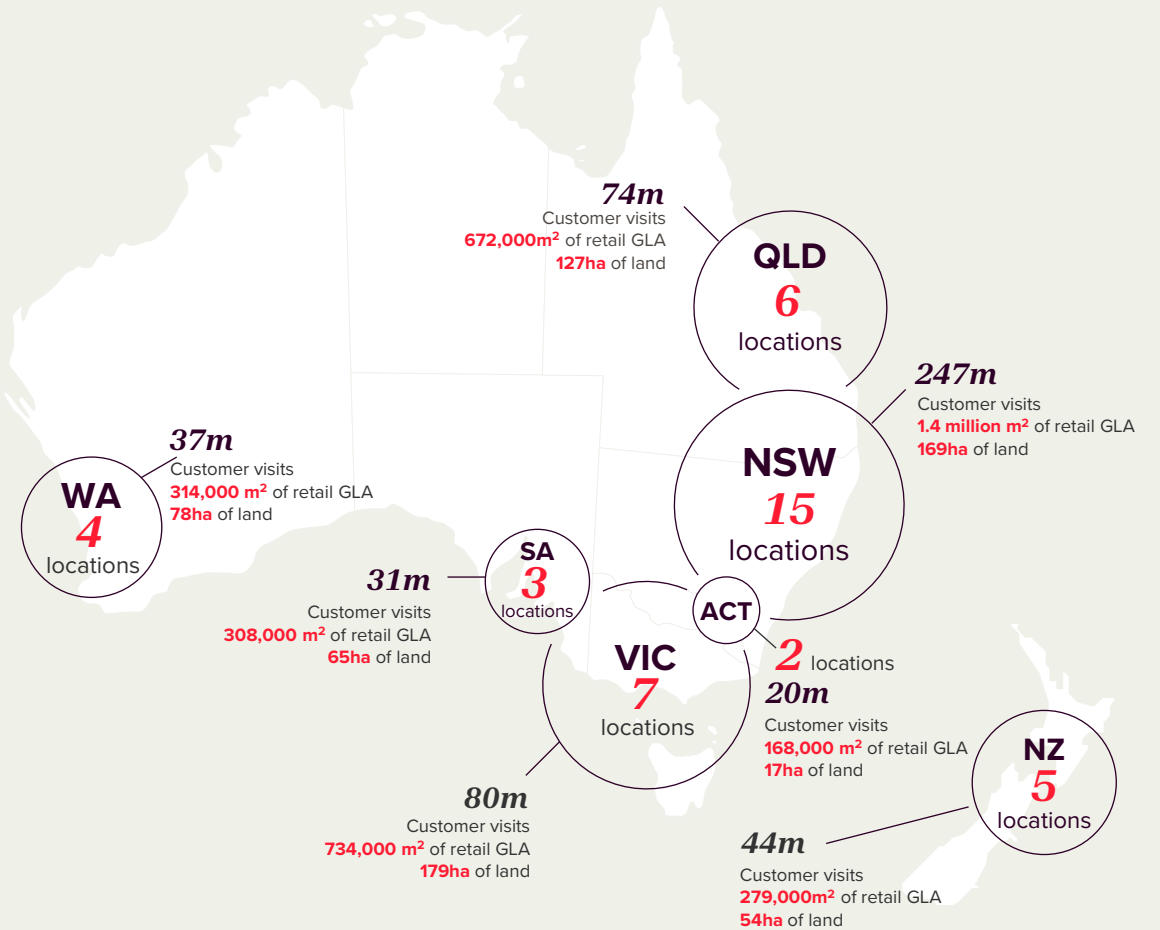 74m
Customer visits
672,000m² of retail GLA
127ha of land
QLD
6
locations
247m
Customer visits
1.4 million m² of retail GLA
169ha of land
NSW
15
locations
37m
Customer visits
314,000 m² of retail GLA
78ha of land
WA
4
locations
SA
3
locations
31m
Customer visits
308,000 m² of retail GLA
65ha of land
ACT
2 locations
20m
Customer visits
168,000 m² of retail GLA
17ha of land
VIC
7
locations
80m
Customer visits
734,000 m² of retail GLA
179ha of land
NZ
5
locations
44m
Customer visits
279,000m² of retail GLA
54ha of land